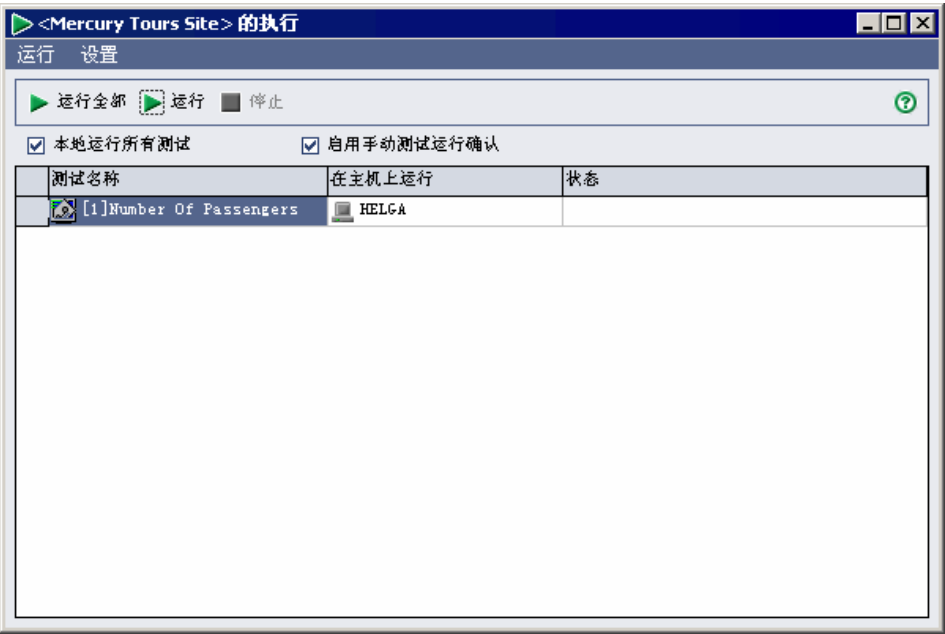 <Mercury Tours Site> 的执行
运行 设置
运行全部 运行 停止
本地运行所有测试 启用手动测试运行确认
测试名称 在主机上运行 状态
[1]Number Of Passengers HELGA